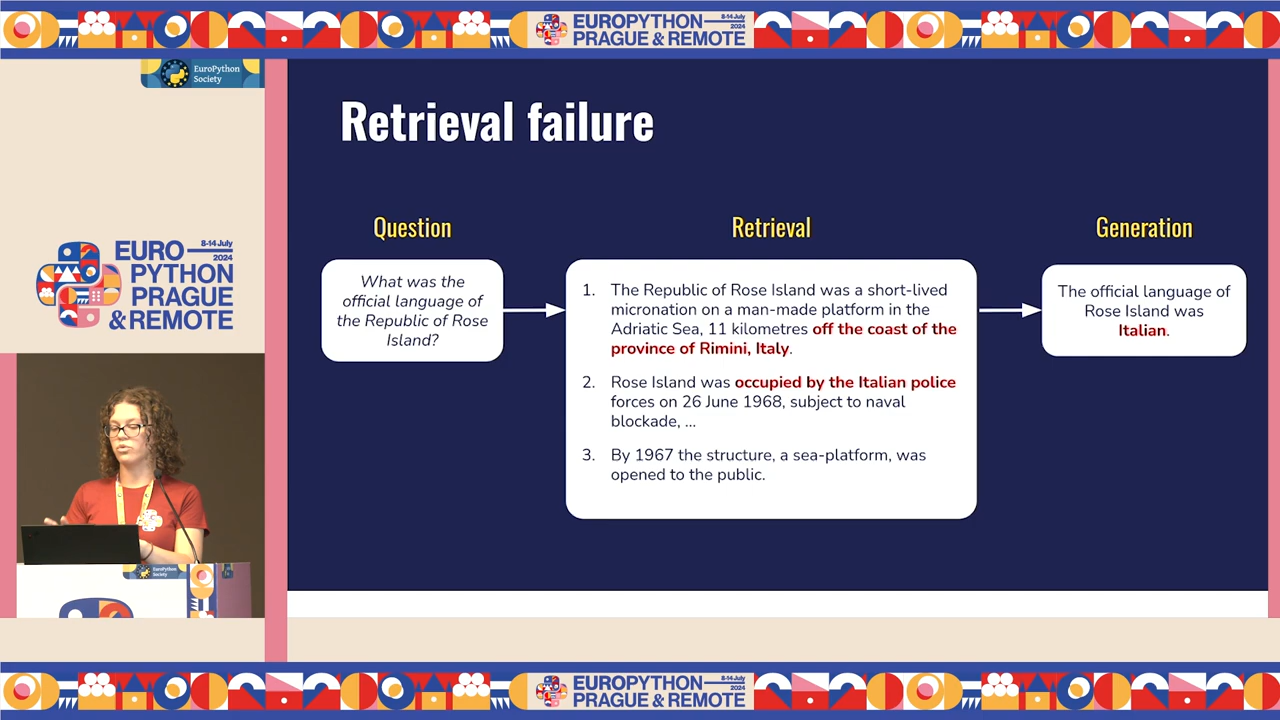 EUROPYTHON
8-14 July
2024
PRAGUE & REMOTE
EuroPython
Society
EURO
8-14 July
2024
PYTHON
PRAGUE
& REMOTE
Retrieval failure
Question
Retrieval
Generation
What was the
official language of
the Republic of Rose
Island?
1. The Republic of Rose Island was a short-lived
micronation on a man-made platform in the
Adriatic Sea, 11 kilometres off the coast of the
province of Rimini, Italy.
2. Rose Island was occupied by the Italian police
forces on 26 June 1968, subject to naval
blockade, ...
3. By 1967 the structure, a sea-platform, was
opened to the public.
The official language of
Rose Island was
Italian.
EuroPython
Society
EUROPYTHON
8-14 July
2024
PRAGUE & REMOTE